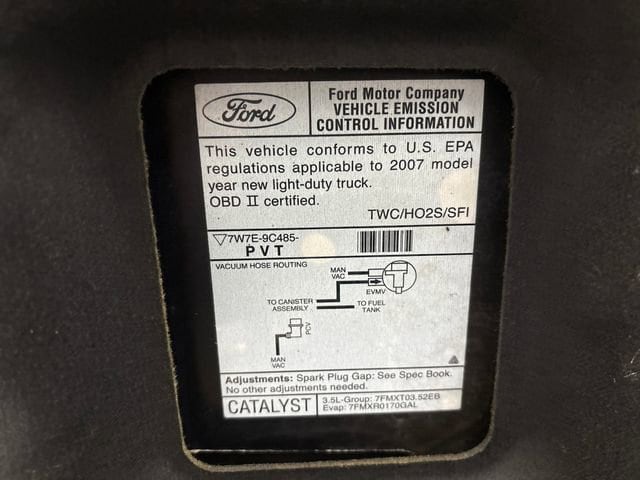 Ford
Ford Motor Company
VEHICLE EMISSION
CONTROL INFORMATION
This vehicle conforms to U.S. EPA
regulations applicable to 2007 model
year new light-duty truck.
OBD II certified.
TWC/HO2S/SFI
7W7E-9C485-
PVT
VACUUM HOSE ROUTING
MAN
VAC
EVMV
TO CANISTER
ASSEMBLY
TO FUEL
TANK
PCV
MAN
VAC
Adjustments: Spark Plug Gap: See Spec Book.
No other adjustments needed.
CATALYST
3.5L-Group: 7FMXT03.52EB
Evap: 7FMXR0170GAL